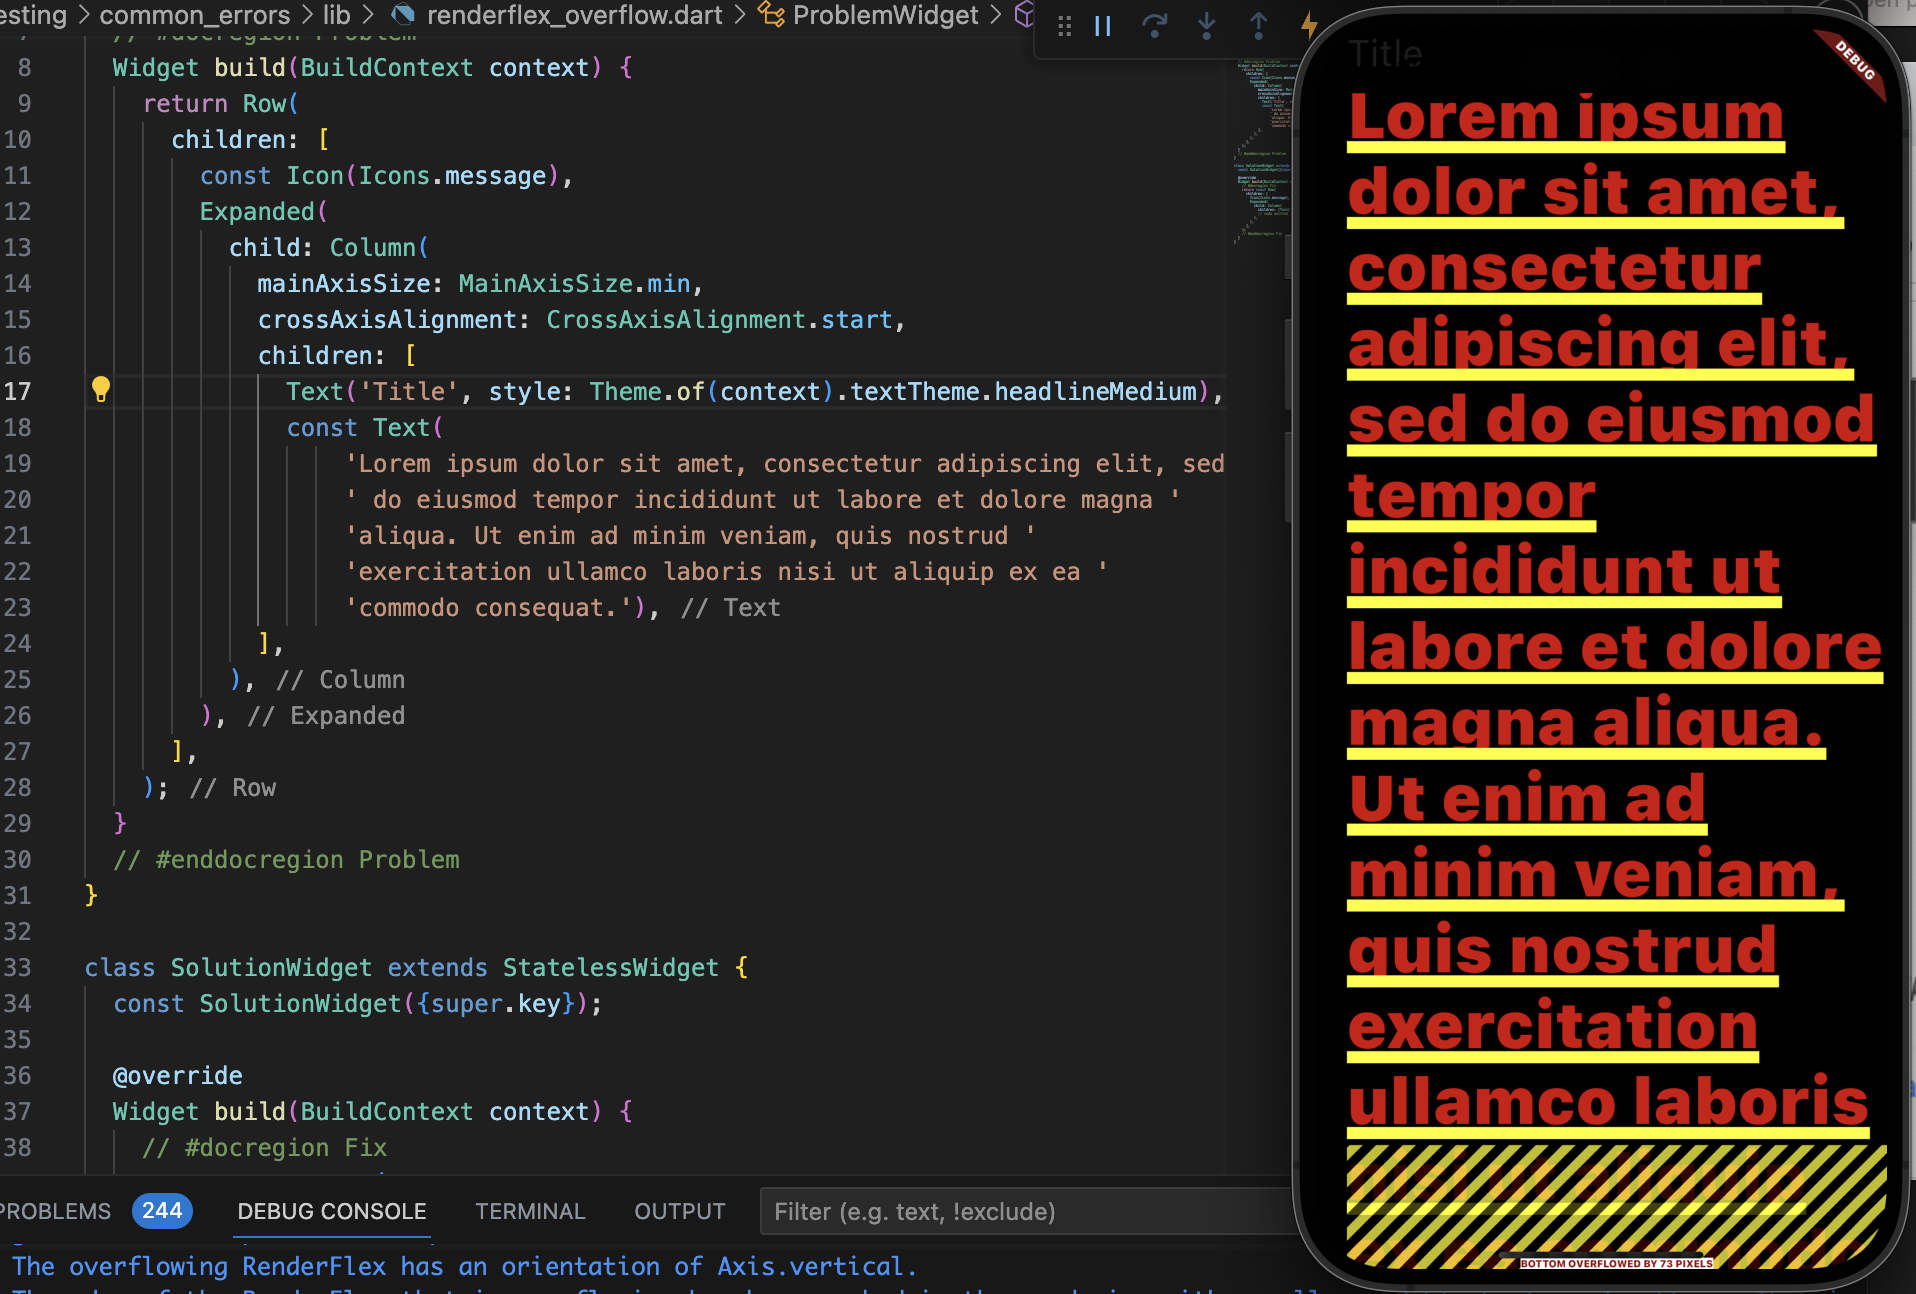 esting > common_errors > lib > renderflex_overflow.dart > ProblemWidget >
7 // #docregion Problem
8 Widget build(BuildContext context) {
9 return Row(
10 children: [
11 const Icon(Icons.message),
12 Expanded(
13 child: Column(
14 mainAxisSize: MainAxisSize.min,
15 crossAxisAlignment: CrossAxisAlignment.start,
16 children: [
17 Text('Title', style: Theme.of(context).textTheme.headlineMedium),
18 const Text(
19 'Lorem ipsum dolor sit amet, consectetur adipiscing elit, sed
20 ' do eiusmod tempor incididunt ut labore et dolore magna '
21 'aliqua. Ut enim ad minim veniam, quis nostrud '
22 'exercitation ullamco laboris nisi ut aliquip ex ea '
23 'commodo consequat.'), // Text
24 ],
25 ), // Column
26 ), // Expanded
27 ],
28 ); // Row
29 }
30 // #enddocregion Problem
31 }
32
33 class SolutionWidget extends StatelessWidget {
34 const SolutionWidget({super.key});
35
36 @override
37 Widget build(BuildContext context) {
38 // #docregion Fix
PROBLEMS 244 DEBUG CONSOLE TERMINAL OUTPUT Filter (e.g. text, !exclude)
The overflowing RenderFlex has an orientation of Axis.vertical.
Title
DEBUG
Lorem ipsum
dolor sit amet,
consectetur
adipiscing elit,
sed do eiusmod
tempor
incididunt ut
labore et dolore
magna aliqua.
Ut enim ad
minim veniam,
quis nostrud
exercitation
ullamco laboris
BOTTOM OVERFLOWED BY 73 PIXELS